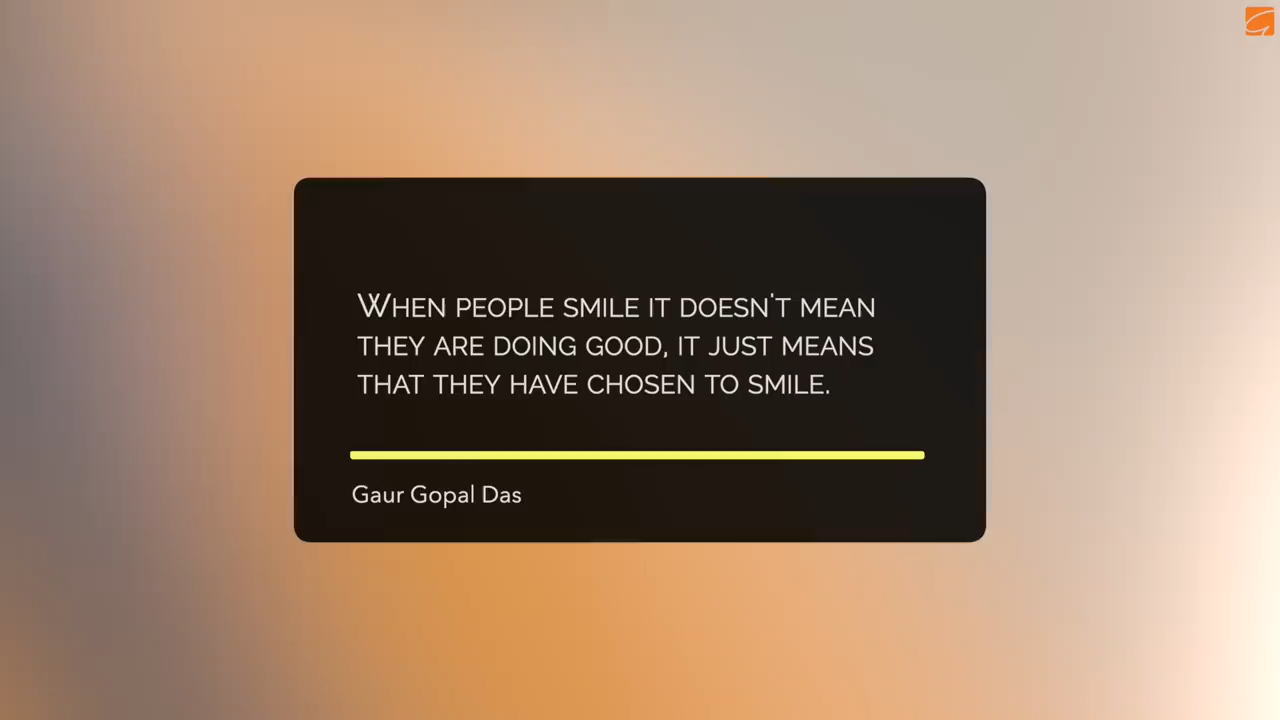 When people smile it doesn't mean
they are doing good, it just means
that they have chosen to smile.
Gaur Gopal Das